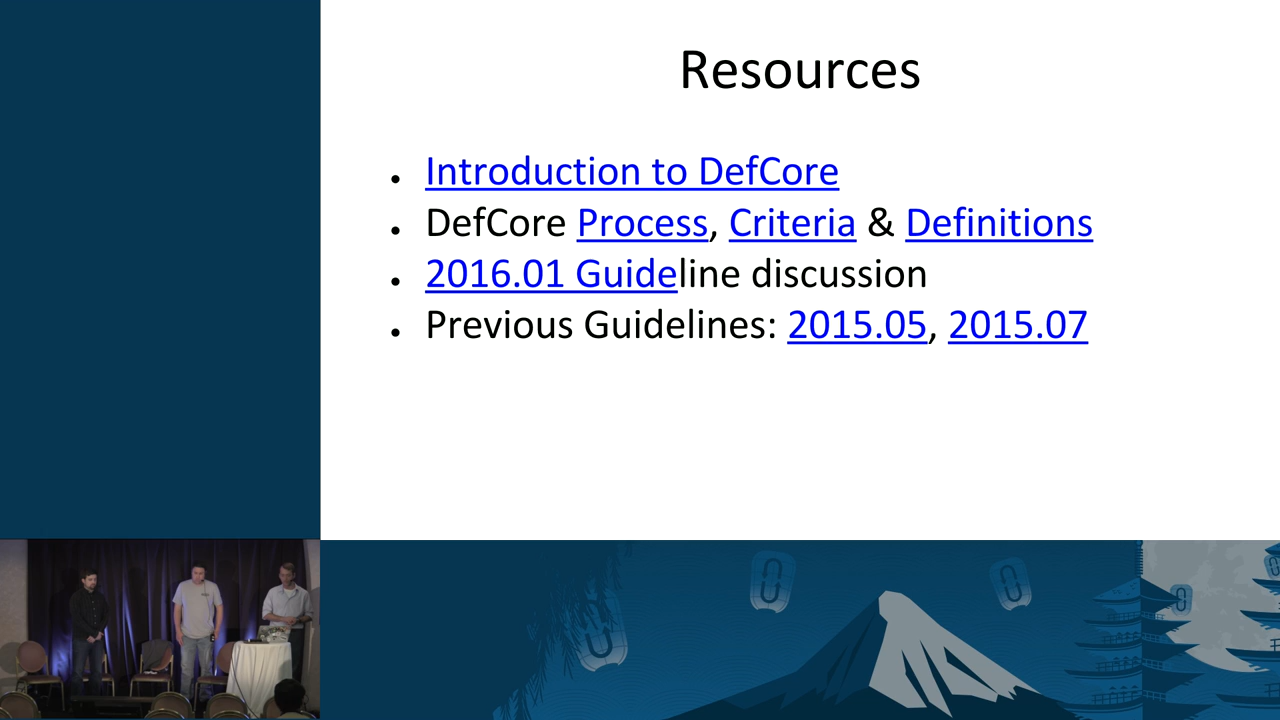 Resources
Introduction to DefCore
DefCore Process, Criteria & Definitions
2016.01 Guideline discussion
Previous Guidelines: 2015.05, 2015.07